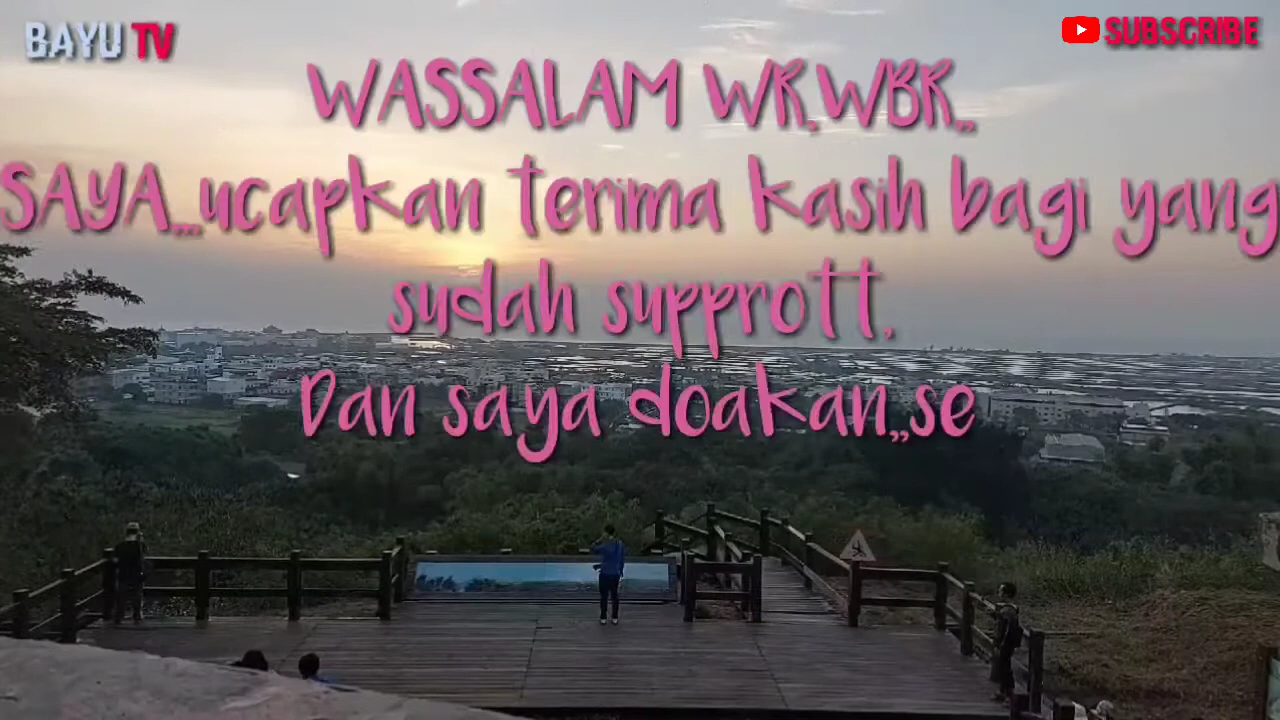 BAYU TV
SUBSCRIBE
WASSALAM WR.WBR,,
SAYA,,,ucapkan terima kasih bagi yang
sudah supprott.
Dan saya doakan,,se